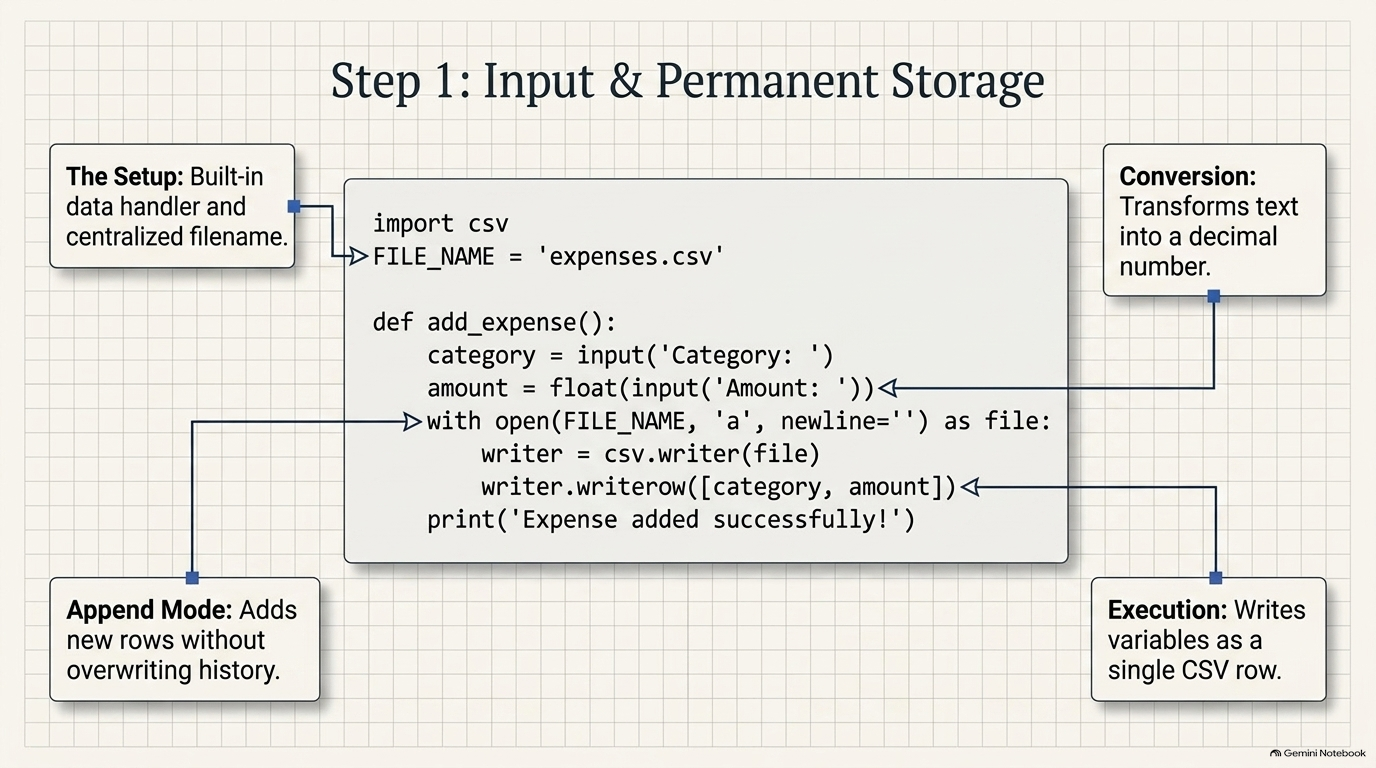 Step 1: Input & Permanent Storage
The Setup: Built-in
data handler and
centralized filename.
import csv
FILE_NAME = 'expenses.csv'
def add_expense():
    category = input('Category: ')
    amount = float(input('Amount: '))
    with open(FILE_NAME, 'a', newline='') as file:
        writer = csv.writer(file)
        writer.writerow([category, amount])
    print('Expense added successfully!')
Conversion:
Transforms text
into a decimal
number.
Append Mode: Adds
new rows without
overwriting history.
Execution: Writes
variables as a
single CSV row.
Gemini Notebook